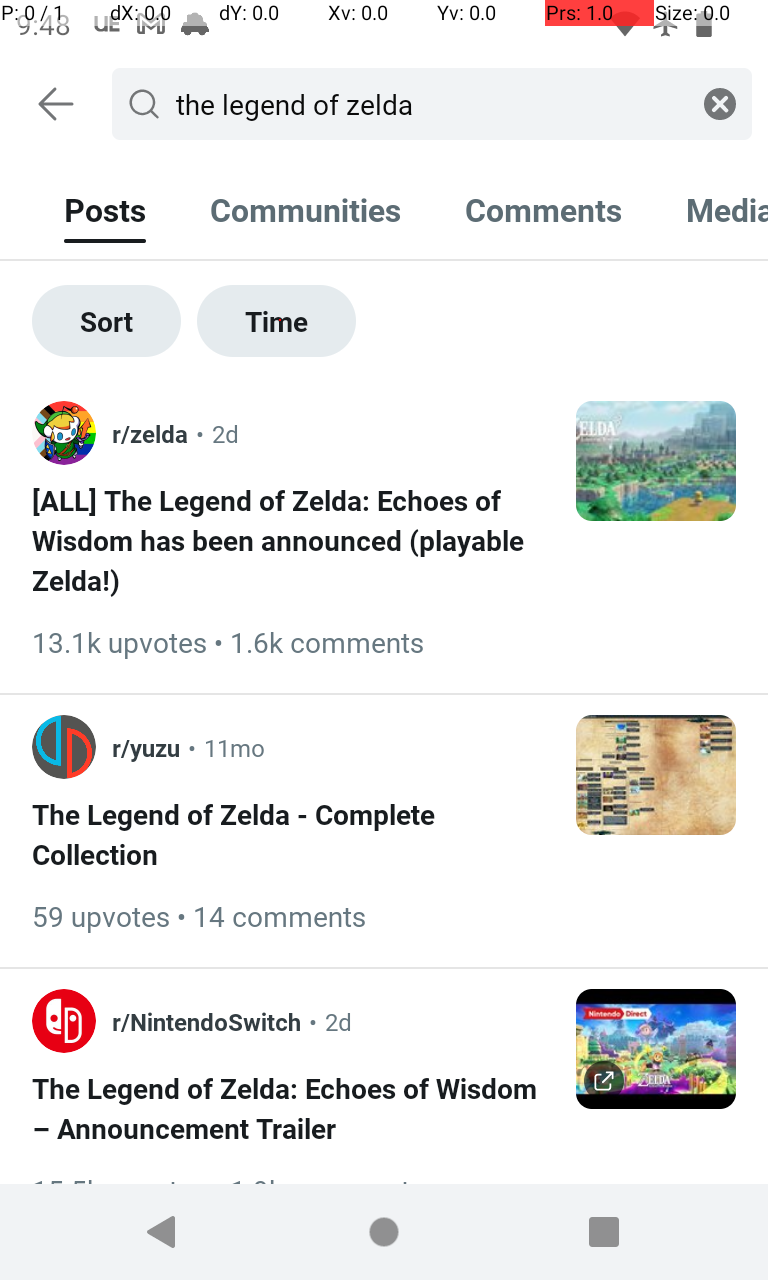 P: 0 / 1 dX: 0.0 dY: 0.0 Xv: 0.0 Yv: 0.0 Prs: 1.0 Size: 0.0
9:48
the legend of zelda
Posts Communities Comments Media
Sort Time
r/zelda • 2d
[ALL] The Legend of Zelda: Echoes of
Wisdom has been announced (playable
Zelda!)
13.1k upvotes • 1.6k comments
r/yuzu • 11mo
The Legend of Zelda - Complete
Collection
59 upvotes • 14 comments
r/NintendoSwitch • 2d
Nintendo Direct
ZELDA
The Legend of Zelda: Echoes of Wisdom
– Announcement Trailer